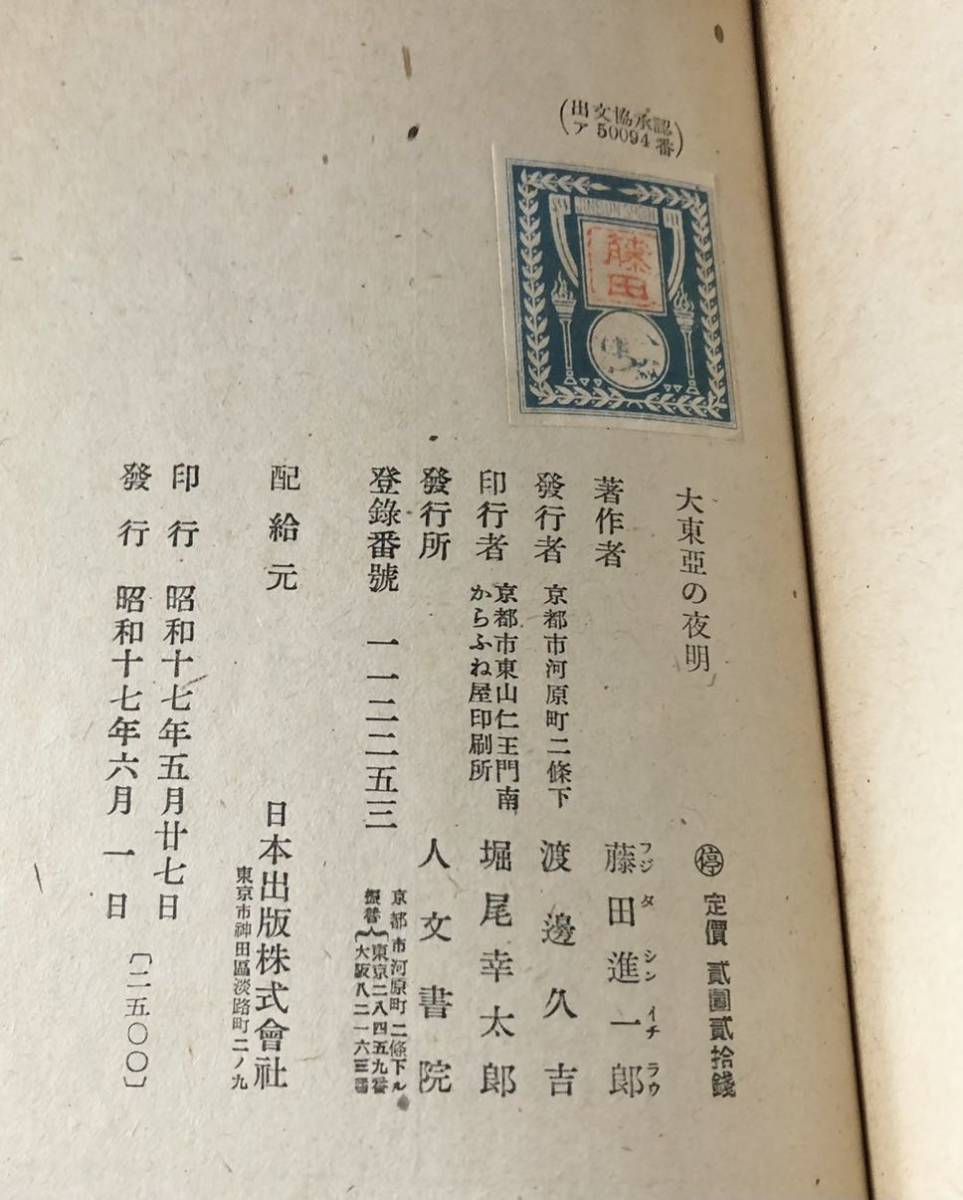 (出文協承認
ア 50094 番)
藤田
大東亞の夜明
㊡ 定價 貳圓貳拾錢
著作者 藤田進一郎
フジ タ シン イチ ラウ
發行者 京都市河原町二條下 渡邊久吉
印行者 京都市東山仁王門南 からふね屋印刷所 堀尾幸太郎
發行所 人文書院
京都市河原町二條下ル
振替{東京二八四五九番
大阪八二一六三番
登錄番號 一一二二五三
配給元 日本出版株式會社
東京市神田區淡路町二ノ九
印行 昭和十七年五月廿七日
發行 昭和十七年六月一日 〔二五〇〇〕